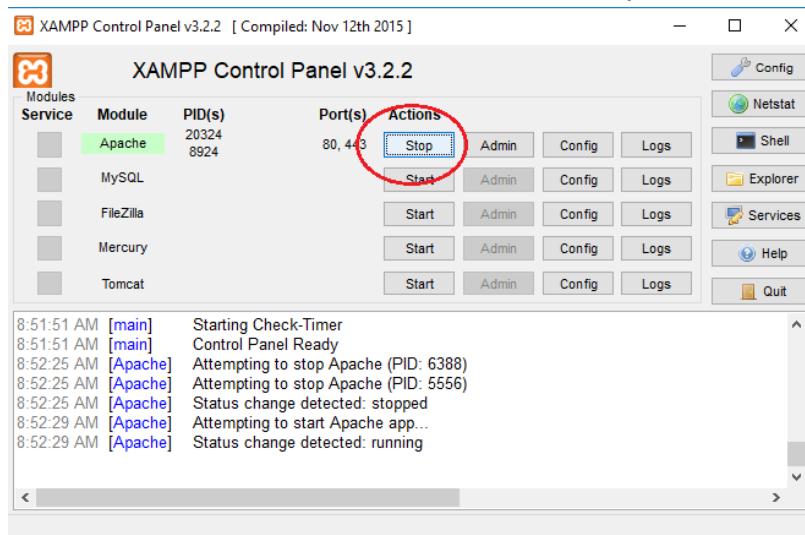 XAMPP Control Panel v3.2.2 [ Compiled: Nov 12th 2015 ]
XAMPP Control Panel v3.2.2
Config
Modules
Netstat
Service Module PID(s) Port(s) Actions
Apache 20324 8924 80, 443 Stop Admin Config Logs
Shell
MySQL Start Admin Config Logs
Explorer
FileZilla Start Admin Config Logs
Services
Mercury Start Admin Config Logs
Help
Tomcat Start Admin Config Logs
Quit
8:51:51 AM [main] Starting Check-Timer
8:51:51 AM [main] Control Panel Ready
8:52:25 AM [Apache] Attempting to stop Apache (PID: 6388)
8:52:25 AM [Apache] Attempting to stop Apache (PID: 5556)
8:52:25 AM [Apache] Status change detected: stopped
8:52:29 AM [Apache] Attempting to start Apache app...
8:52:29 AM [Apache] Status change detected: running